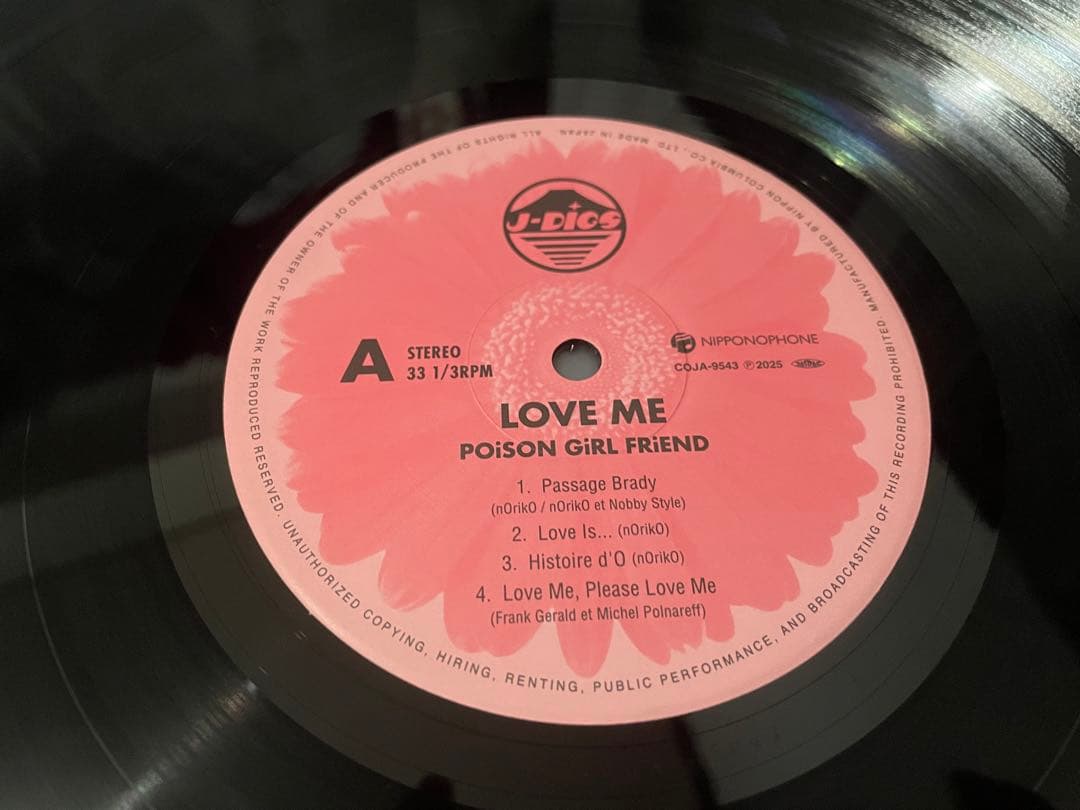 J-DIGS
A
STEREO
33 1/3RPM
NIPPONOPHONE
COJA-9543 ℗2025
LOVE ME
POiSON GiRL FRiEND
1. Passage Brady
(nOrikO / nOrikO et Nobby Style)
2. Love Is... (nOrikO)
3. Histoire d'O (nOrikO)
4. Love Me, Please Love Me
(Frank Gerald et Michel Polnareff)
ALL RIGHTS OF THE PRODUCER AND OF THE OWNER OF THE WORK REPRODUCED RESERVED. UNAUTHORIZED COPYING, HIRING, RENTING, PUBLIC PERFORMANCE, AND BROADCASTING OF THIS RECORDING PROHIBITED. MANUFACTURED BY NIPPON COLUMBIA CO., LTD. MADE IN JAPAN.